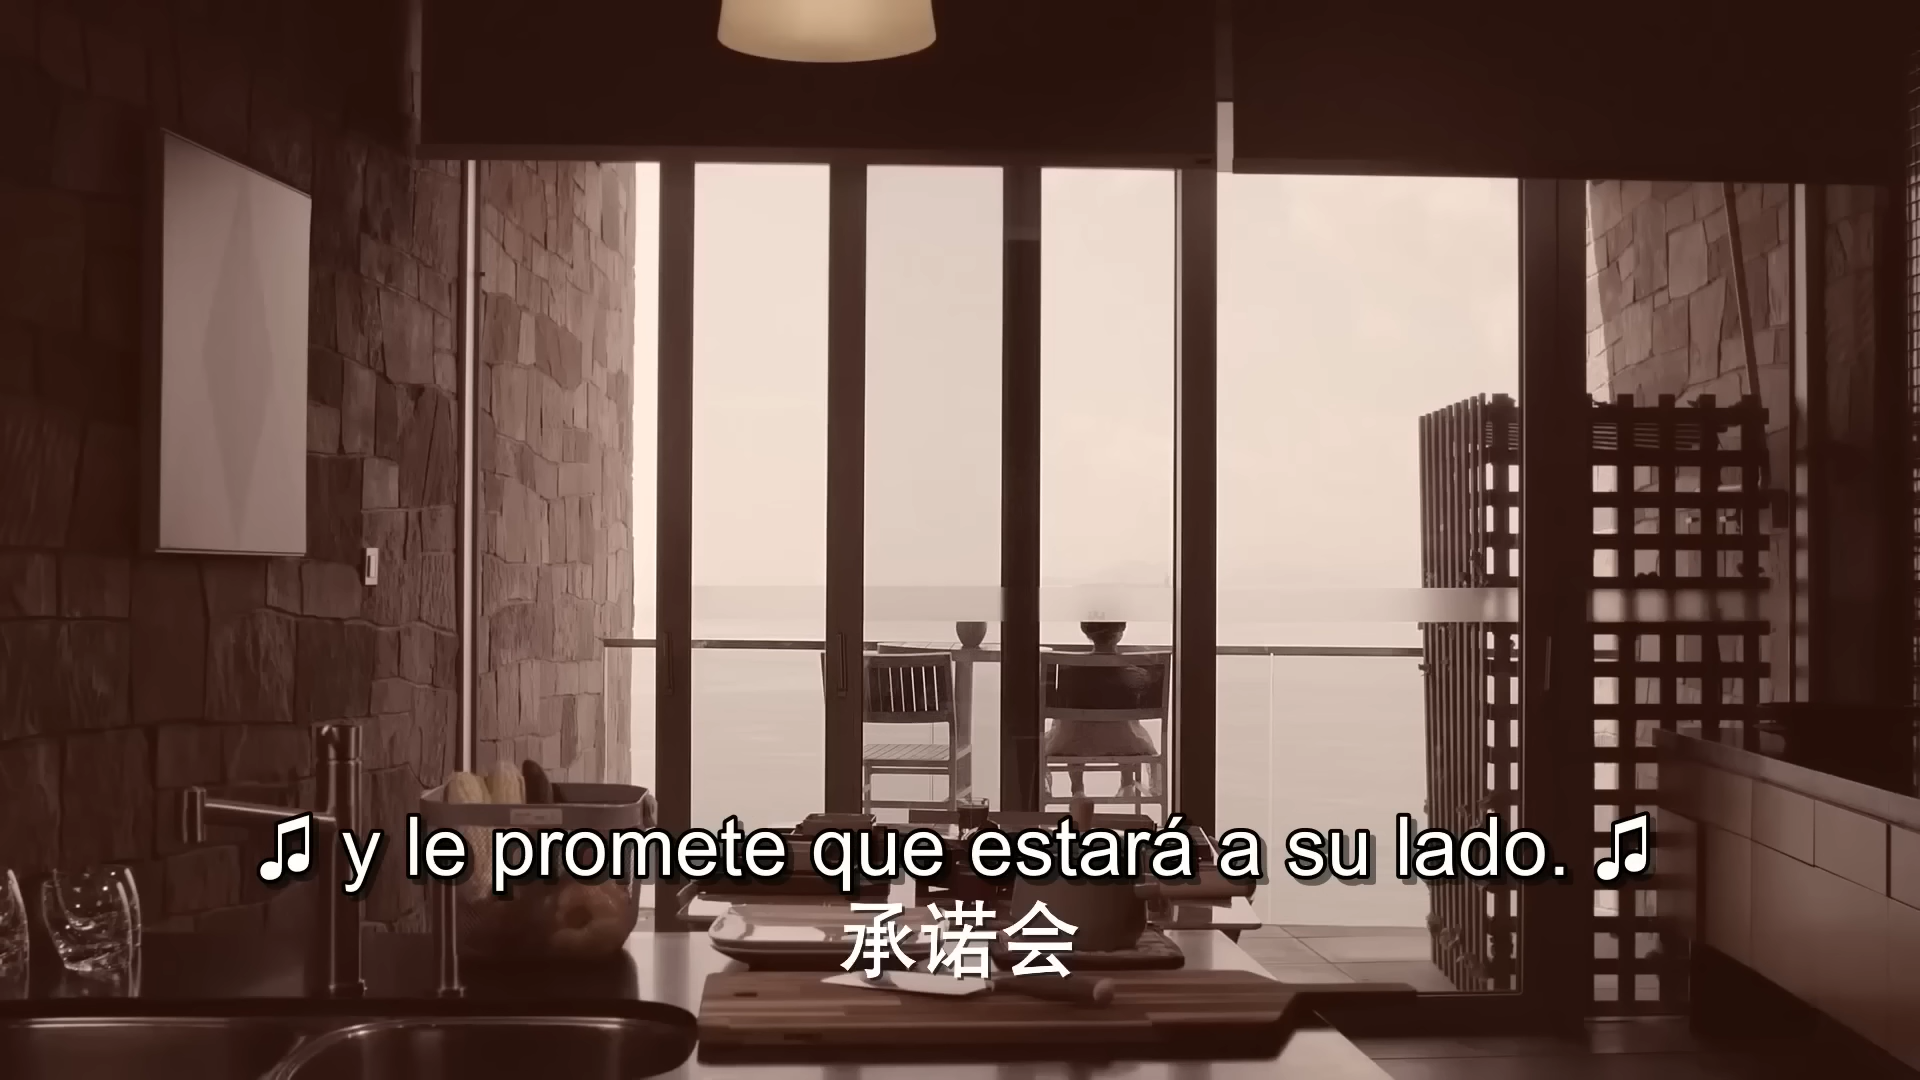 ♫ y le promete que estará a su lado. ♫
承诺会